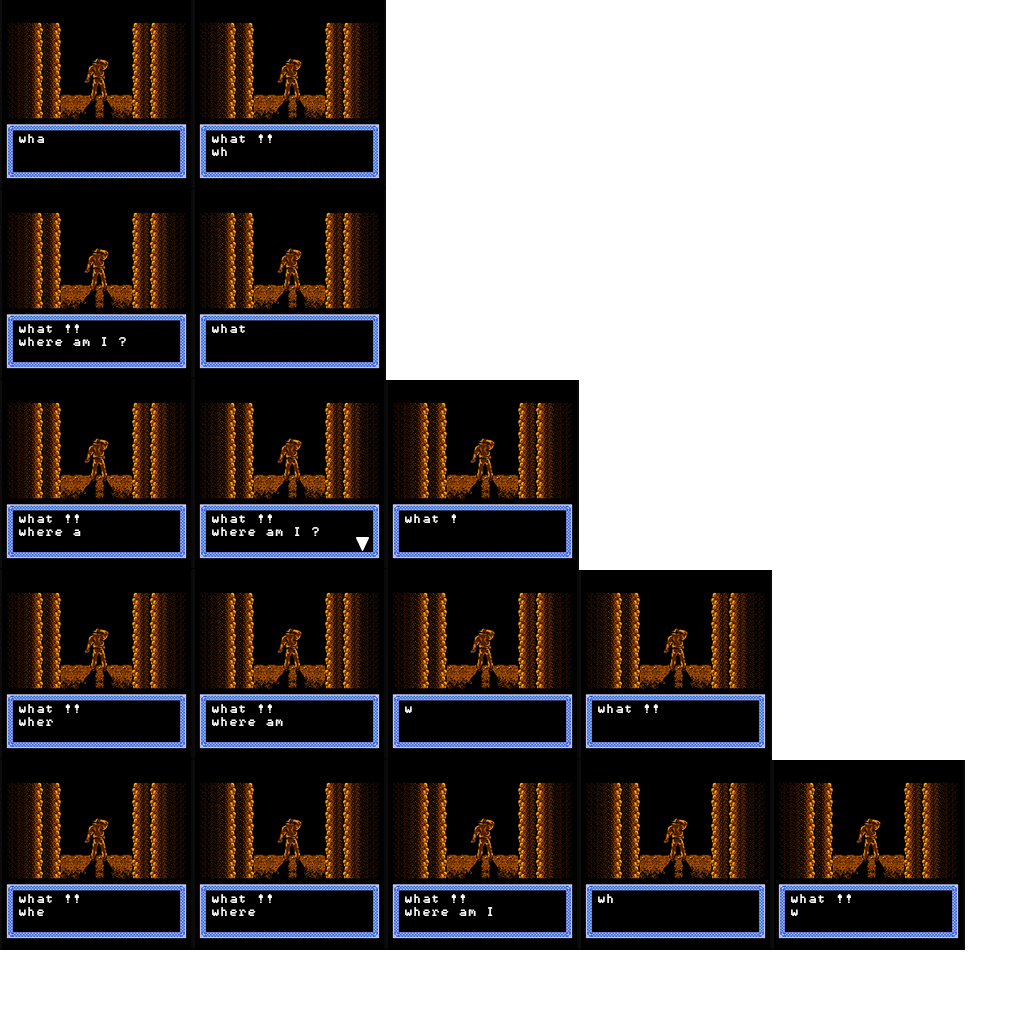 wha
what !!
wh
what !!
where am I ?
what
what !!
where a
what !!
where am I ?
what !
what !!
wher
what !!
where am
w
what !!
what !!
whe
what !!
where
what !!
where am I
wh
what !!
w